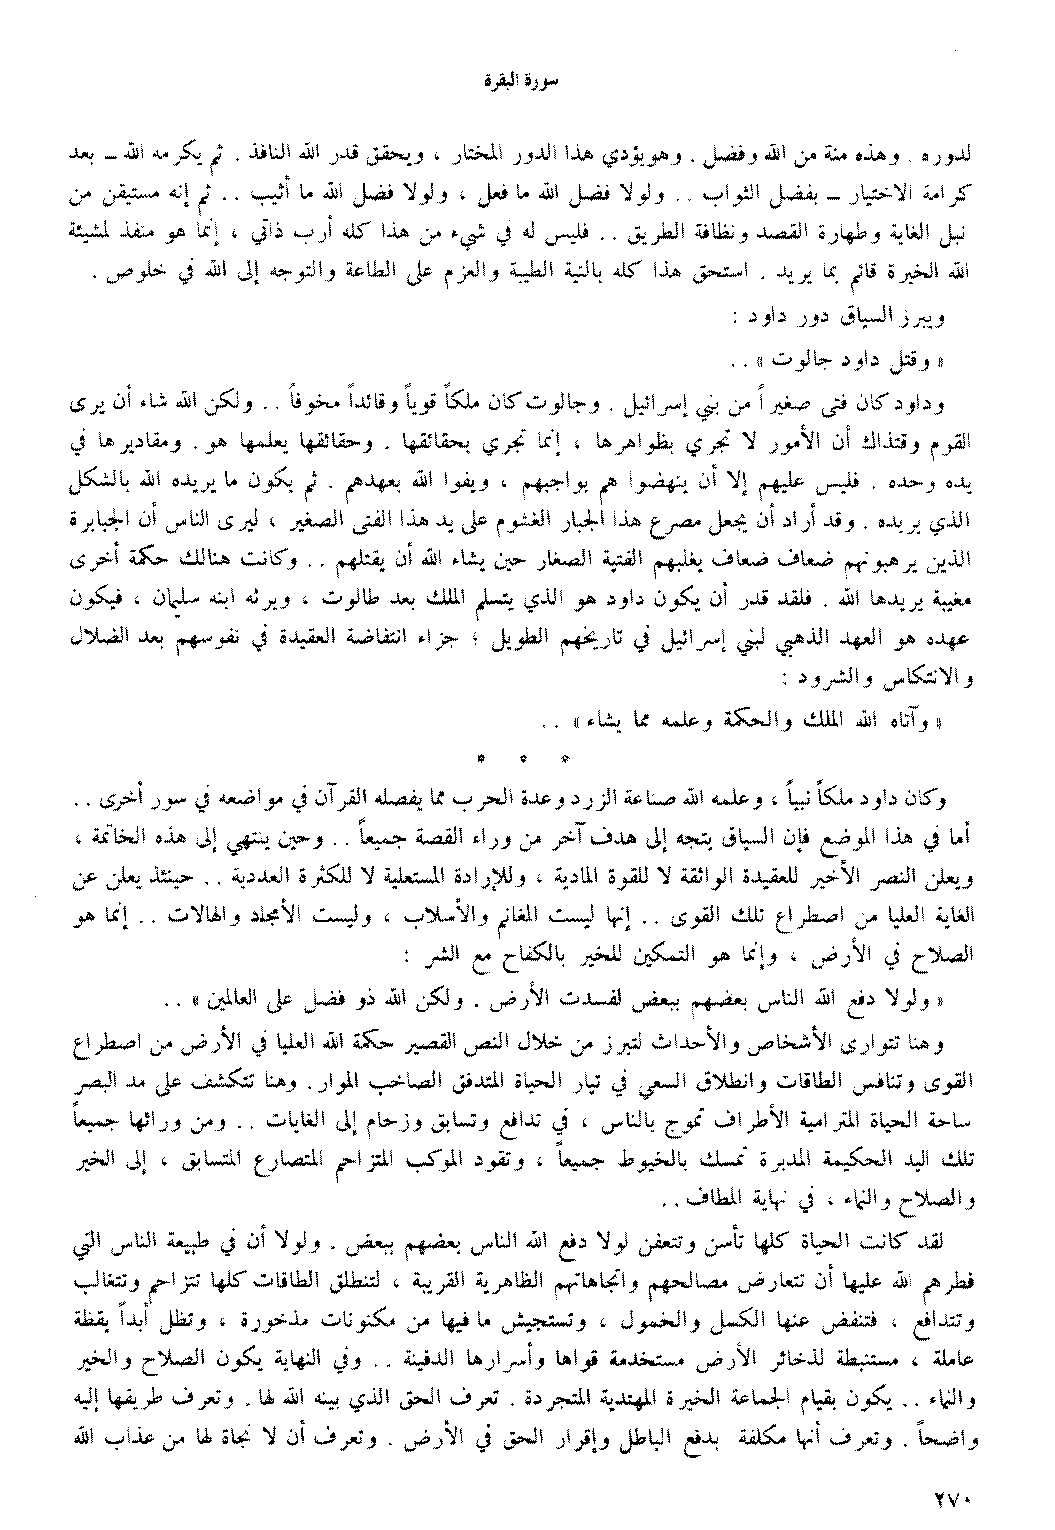 سورة البقرة
لدوره . وهذه منة من الله وفضل . وهو يؤدي هذا الدور المختار ، ويحقق قدر الله النافذ . ثم يكرمه الله – بعد
كرامة الاختيار – بفضل الثواب .. ولولا فضل الله ما فعل ، ولولا فضل الله ما أثيب .. ثم إنه مستيقن من
نبل الغاية وطهارة القصد ونظافة الطريق .. فليس له في شيء من هذا كله أرب ذاتي ، إنما هو منفذ لمشيئة
الله الخيرة قائم بما يريد . استحق هذا كله بالنية الطيبة والعزم على الطاعة والتوجه إلى الله في خلوص .
ويبرز السياق دور داود :
« وقتل داود جالوت » ..
وداود كان فتى صغيراً من بني إسرائيل . وجالوت كان ملكاً قوياً وقائداً مخوفاً .. ولكن الله شاء أن يرى
القوم وقتذاك أن الأمور لا تجري بظواهرها ، إنما تجري بحقائقها . وحقائقها يعلمها هو . ومقاديرها في
يده وحده . فليس عليهم إلا أن ينهضوا هم بواجبهم ، ويفوا الله بعهدهم . ثم يكون ما يريده الله بالشكل
الذي يريده . وقد أراد أن يجعل مصرع هذا الجبار الغشوم على يد هذا الفتى الصغير ، ليرى الناس أن الجبابرة
الذين يرهبونهم ضعاف ضعاف يغلبهم الفتية الصغار حين يشاء الله أن يقتلهم .. وكانت هنالك حكمة أخرى
مغيبة يريدها الله . فلقد قدر أن يكون داود هو الذي يتسلم الملك بعد طالوت ، ويرثه ابنه سليمان ، فيكون
عهده هو العهد الذهبي لبني إسرائيل في تاريخهم الطويل ؛ جزاء انتفاضة العقيدة في نفوسهم بعد الضلال
والانتكاس والشرود :
« وآتاه الله الملك والحكمة وعلمه مما يشاء » ..
* * *
وكان داود ملكاً نبياً ، وعلمه الله صناعة الزرد وعدة الحرب مما يفصله القرآن في مواضعه في سور أخرى ..
أما في هذا الموضع فإن السياق يتجه إلى هدف آخر من وراء القصة جميعاً .. وحين ينتهي إلى هذه الخاتمة ،
ويعلن النصر الأخير للعقيدة الواثقة لا للقوة المادية ، وللإرادة المستعلية لا للكثرة العددية .. حينئذ يعلن عن
الغاية العليا من اصطراع تلك القوى .. إنها ليست المغانم والأسلاب ، وليست الأمجاد والهالات .. إنما هو
الصلاح في الأرض ، وإنما هو التمكين للخير بالكفاح مع الشر :
« ولولا دفع الله الناس بعضهم ببعض لفسدت الأرض . ولكن الله ذو فضل على العالمين » ..
وهنا تتوارى الأشخاص والأحداث لتبرز من خلال النص القصير حكمة الله العليا في الأرض من اصطراع
القوى وتنافس الطاقات وانطلاق السعي في تيار الحياة المتدفق الصاخب الموار . وهنا تتكشف على مد البصر
ساحة الحياة المترامية الأطراف تموج بالناس ، في تدافع وتسابق وزحام إلى الغايات .. ومن ورائها جميعاً
تلك اليد الحكيمة المدبرة تمسك بالخيوط جميعاً ، وتقود الموكب المتزاحم المتصارع المتسابق ، إلى الخير
والصلاح والنماء ، في نهاية المطاف ..
لقد كانت الحياة كلها تأسن وتتعفن لولا دفع الله الناس بعضهم ببعض . ولولا أن في طبيعة الناس التي
فطرهم الله عليها أن تتعارض مصالحهم واتجاهاتهم الظاهرية القريبة ، لتنطلق الطاقات كلها تتزاحم وتتغالب
وتتدافع ، فتنفض عنها الكسل والخمول ، وتستجيش ما فيها من مكنونات مذخورة ، وتظل أبداً يقظة
عاملة ، مستنبطة لذخائر الأرض مستخدمة قواها وأسرارها الدفينة .. وفي النهاية يكون الصلاح والخير
والنماء .. يكون بقيام الجماعة الخيرة المهتدية المتجردة . تعرف الحق الذي بينه الله لها . وتعرف طريقها إليه
واضحاً . وتعرف أنها مكلفة بدفع الباطل وإقرار الحق في الأرض . وتعرف أن لا نجاة لها من عذاب الله
٢٧٠